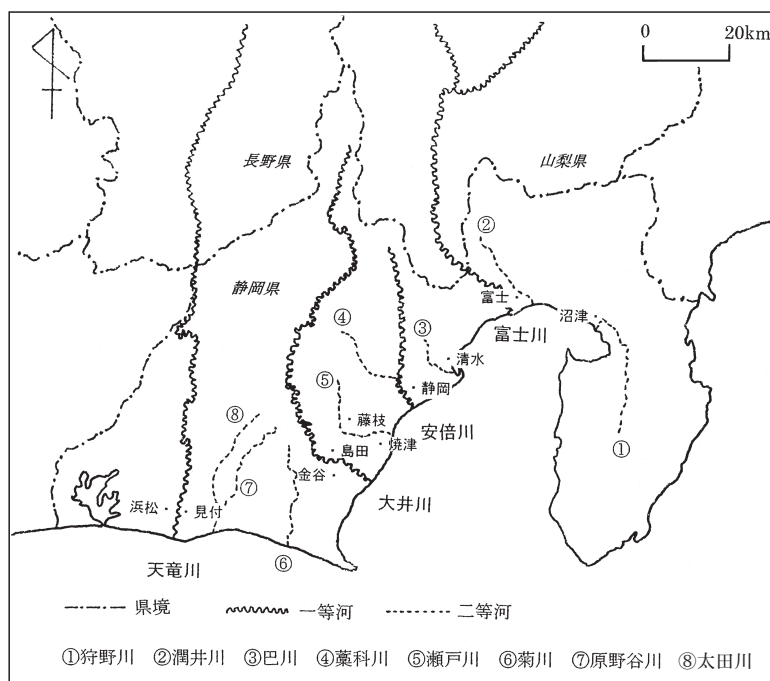 0 20km
長野県
山梨県
②
静岡県
富士
沼津
④
③
富士川
清水
⑤
静岡
①
⑧
藤枝
安倍川
島田
焼津
金谷
⑦
大井川
浜松
見付
⑥
天竜川
県境 一等河 二等河
①狩野川 ②潤井川 ③巴川 ④藁科川 ⑤瀬戸川 ⑥菊川 ⑦原野谷川 ⑧太田川